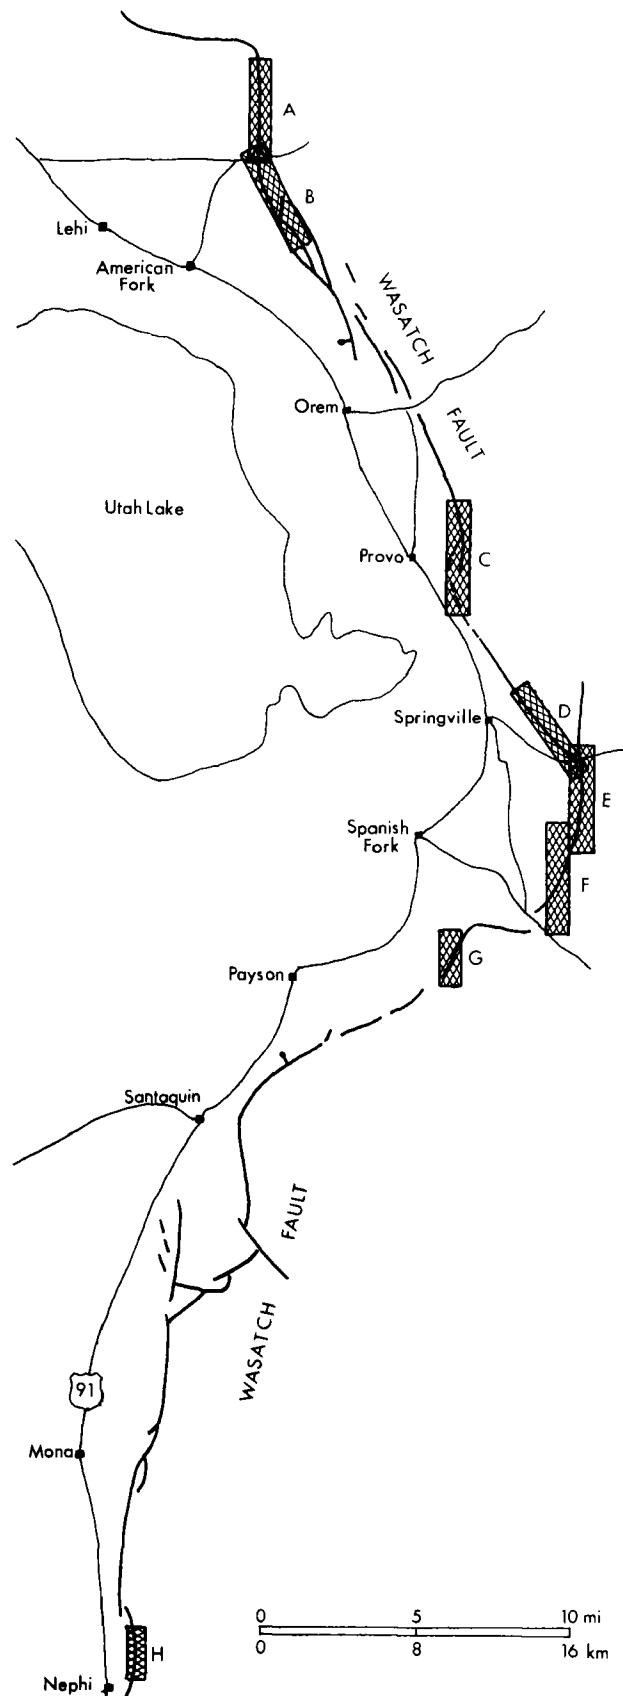 A
B
Lehi
American
Fork
WASATCH
FAULT
Orem
Utah Lake
Provo
C
D
Springville
E
Spanish
Fork
F
G
Payson
Santaquin
FAULT
WASATCH
91
Mona
0 5 10 mi
0 8 16 km
H
Nephi